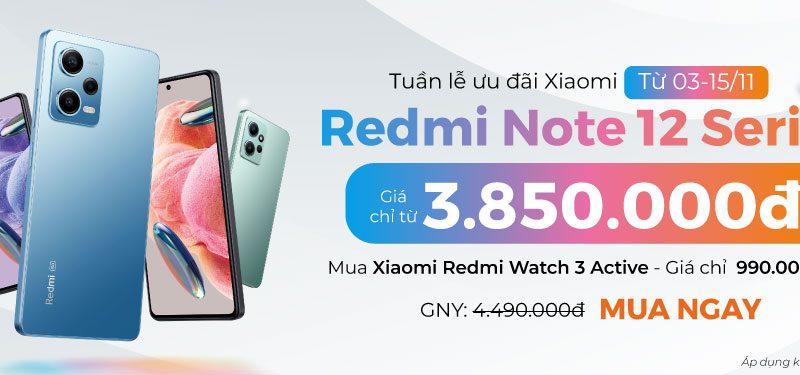 Tuần lễ ưu đãi Xiaomi Từ 03-15/11
Redmi Note 12 Seri
Giá
chỉ từ 3.850.000đ
Mua Xiaomi Redmi Watch 3 Active - Giá chỉ 990.00
GNY: 4.490.000đ MUA NGAY
Áp dụng k
Redmi